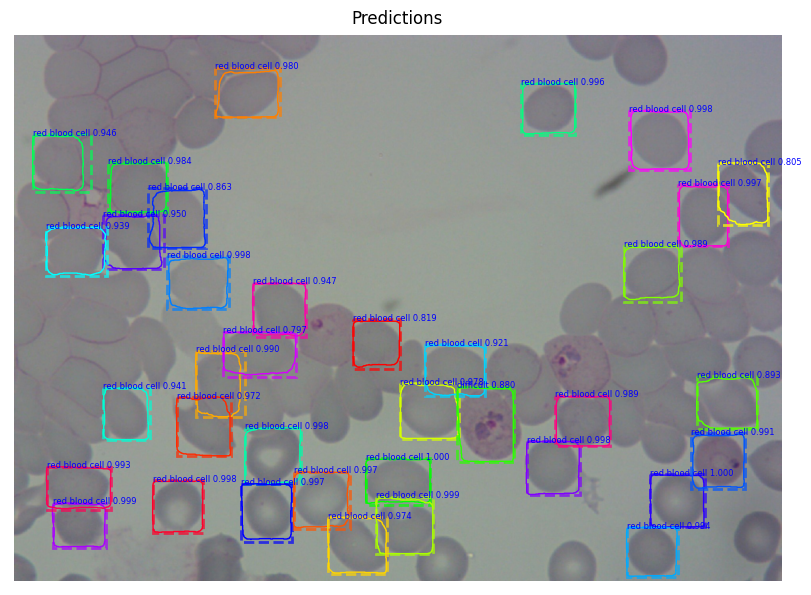 Predictions
red blood cell 0.980
red blood cell 0.996
red blood cell 0.998
red blood cell 0.946
red blood cell 0.984
red blood cell 0.805
red blood cell 0.863
red blood cell 0.997
red blood cell 0.950
red blood cell 0.939
red blood cell 0.989
red blood cell 0.998
red blood cell 0.947
red blood cell 0.819
red blood cell 0.797
red blood cell 0.921
red blood cell 0.990
red blood cell 0.893
red blood cell 0.878
difficult 0.880
red blood cell 0.941
red blood cell 0.972
red blood cell 0.989
red blood cell 0.998
red blood cell 0.991
red blood cell 0.998
red blood cell 1.000
red blood cell 0.993
red blood cell 0.997
red blood cell 1.000
red blood cell 0.998
red blood cell 0.997
red blood cell 0.999
red blood cell 0.999
red blood cell 0.974
red blood cell